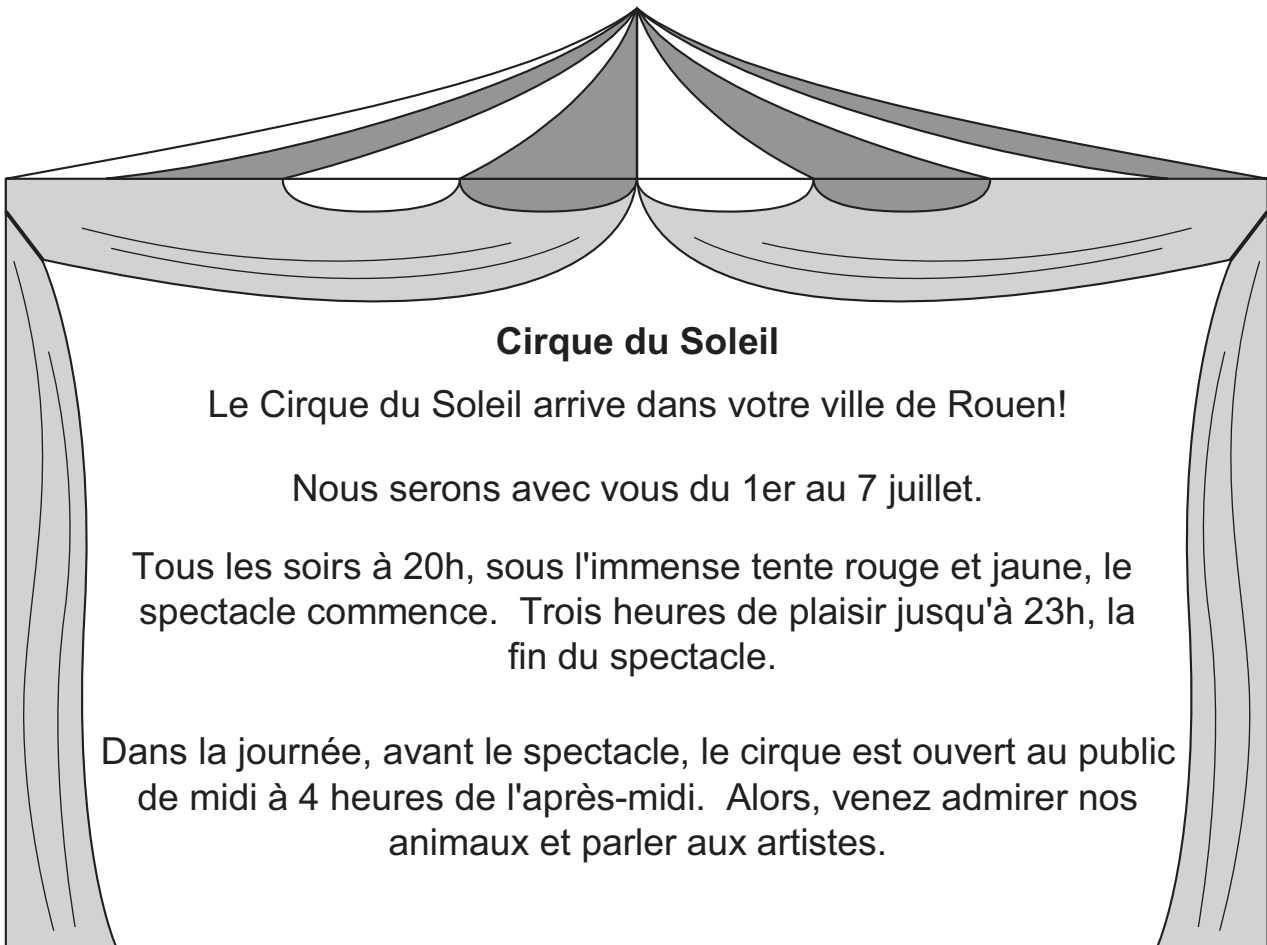 Cirque du Soleil
Le Cirque du Soleil arrive dans votre ville de Rouen!
Nous serons avec vous du 1er au 7 juillet.
Tous les soirs à 20h, sous l'immense tente rouge et jaune, le
spectacle commence.  Trois heures de plaisir jusqu'à 23h, la
fin du spectacle.
Dans la journée, avant le spectacle, le cirque est ouvert au public
de midi à 4 heures de l'après-midi.  Alors, venez admirer nos
animaux et parler aux artistes.